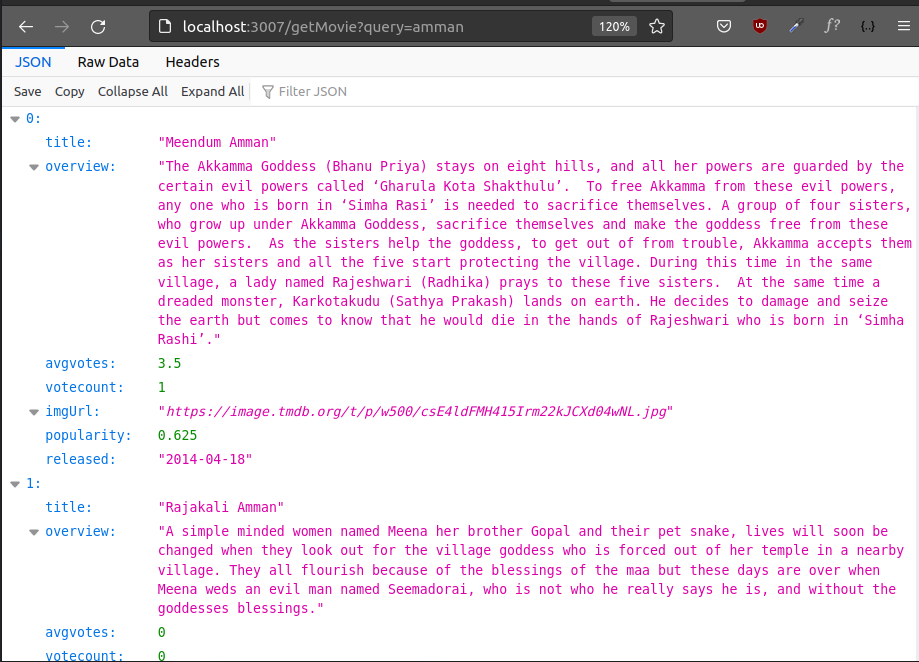 localhost:3007/getMovie?query=amman 120%
JSON Raw Data Headers
Save Copy Collapse All Expand All Filter JSON
0:
title: "Meendum Amman"
overview: "The Akkamma Goddess (Bhanu Priya) stays on eight hills, and all her powers are guarded by the
certain evil powers called ‘Gharula Kota Shakthulu’.  To free Akkamma from these evil powers,
any one who is born in ‘Simha Rasi’ is needed to sacrifice themselves. A group of four sisters,
who grow up under Akkamma Goddess, sacrifice themselves and make the goddess free from these
evil powers.  As the sisters help the goddess, to get out of from trouble, Akkamma accepts them
as her sisters and all the five start protecting the village. During this time in the same
village, a lady named Rajeshwari (Radhika) prays to these five sisters.  At the same time a
dreaded monster, Karkotakudu (Sathya Prakash) lands on earth. He decides to damage and seize
the earth but comes to know that he would die in the hands of Rajeshwari who is born in ‘Simha
Rashi’."
avgvotes: 3.5
votecount: 1
imgUrl: "https://image.tmdb.org/t/p/w500/csE4ldFMH415Irm22kJCXd04wNL.jpg"
popularity: 0.625
released: "2014-04-18"
1:
title: "Rajakali Amman"
overview: "A simple minded women named Meena her brother Gopal and their pet snake, lives will soon be
changed when they look out for the village goddess who is forced out of her temple in a nearby
village. They all flourish because of the blessings of the maa but these days are over when
Meena weds an evil man named Seemadorai, who is not who he really says he is, and without the
goddesses blessings."
avgvotes: 0
votecount: 0